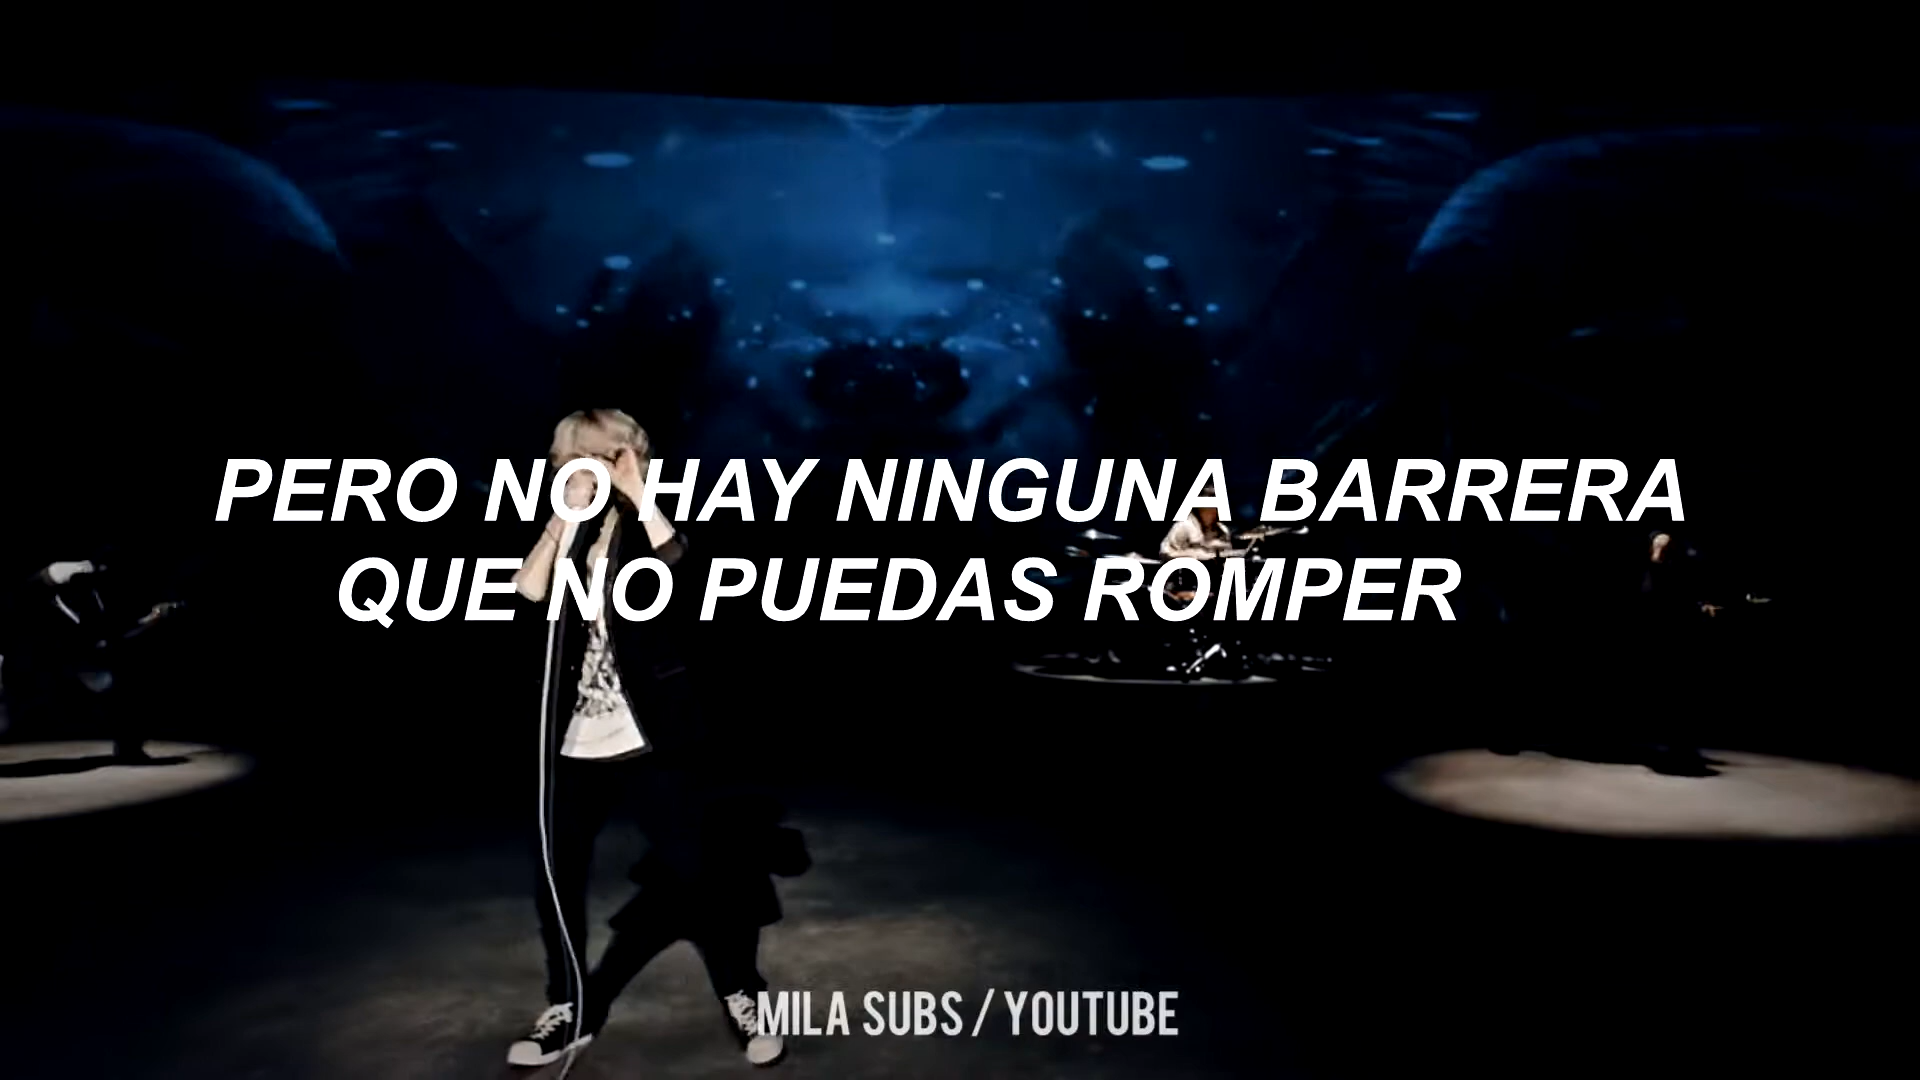 PERO NO HAY NINGUNA BARRERA
QUE NO PUEDAS ROMPER
MILA SUBS / YOUTUBE